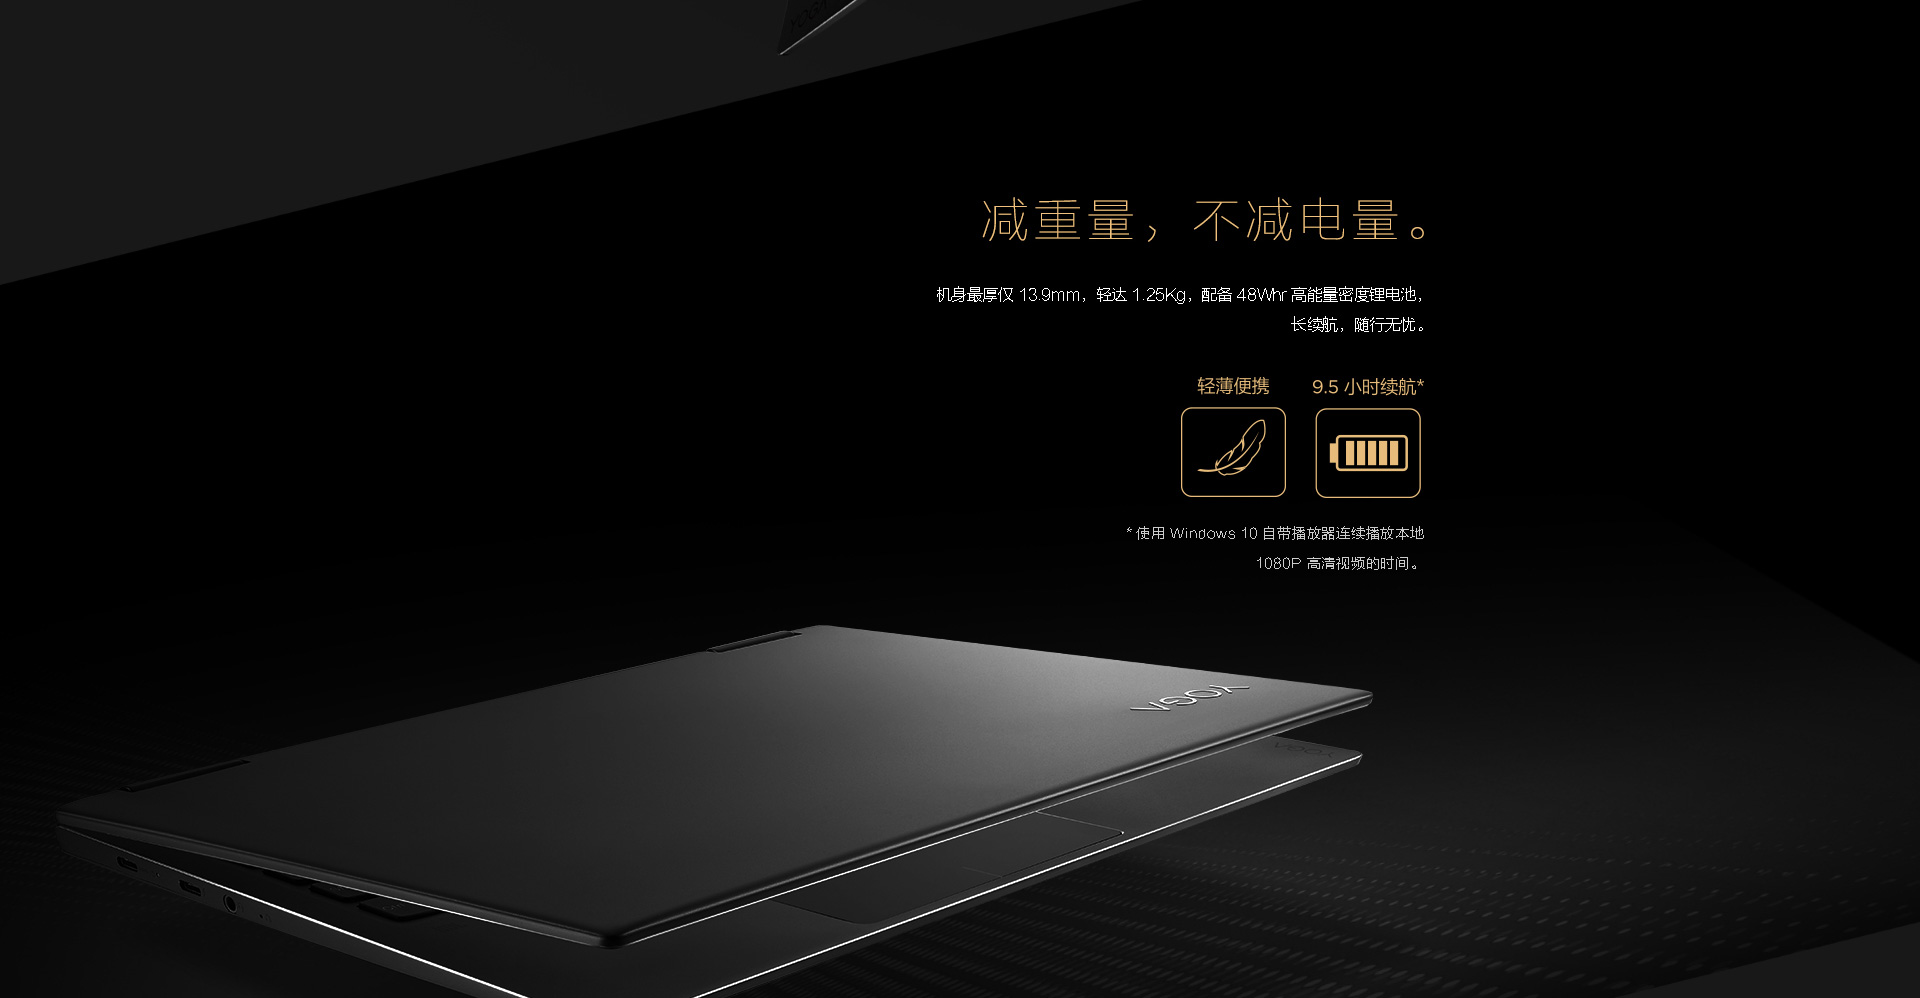 YOGA
减重量，不减电量。
机身最厚仅 13.9mm，轻达 1.25Kg，配备 48Whr 高能量密度锂电池，
长续航，随行无忧。
轻薄便携 9.5 小时续航*
* 使用 Windows 10 自带播放器连续播放本地
1080P 高清视频的时间。
YOGA
YOGA